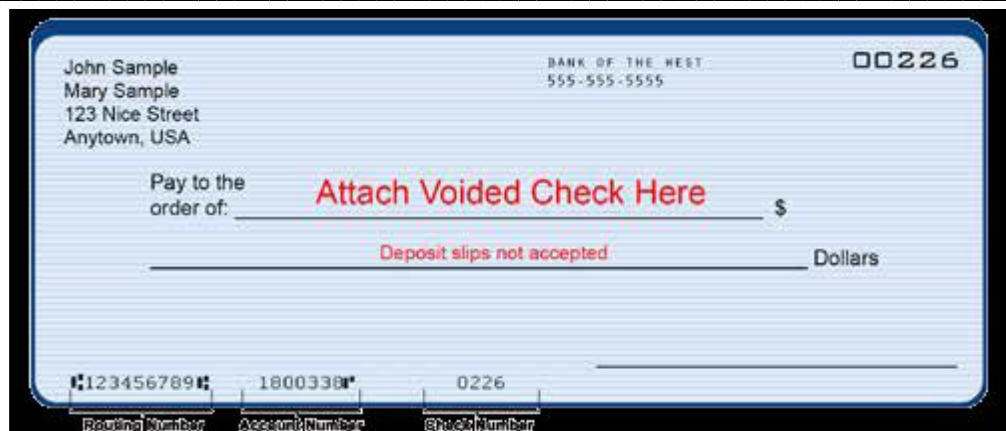 John Sample
Mary Sample
123 Nice Street
Anytown, USA
BANK OF THE WEST
555-555-5555
00226
Pay to the
order of:
Attach Voided Check Here
$
Deposit slips not accepted
Dollars
⑆123456789⑆ 1800338⑈ 0226
Routing Number Account Number Check Number